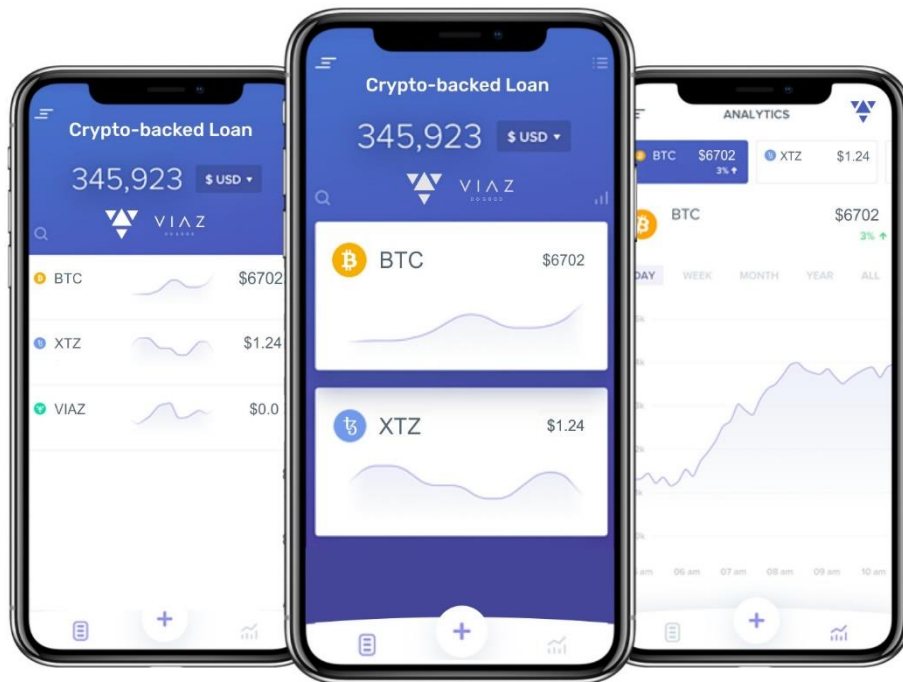 Crypto-backed Loan
345,923 $ USD
VIAZ
BTC $6702
XTZ $1.24
VIAZ $0.0
Crypto-backed Loan
345,923 $ USD
VIAZ
BTC $6702
XTZ $1.24
ANALYTICS
BTC $6702 XTZ $1.24
3%
BTC $6702
3%
DAY WEEK MONTH YEAR ALL
am 06 am 07 am 08 am 09 am 10 am